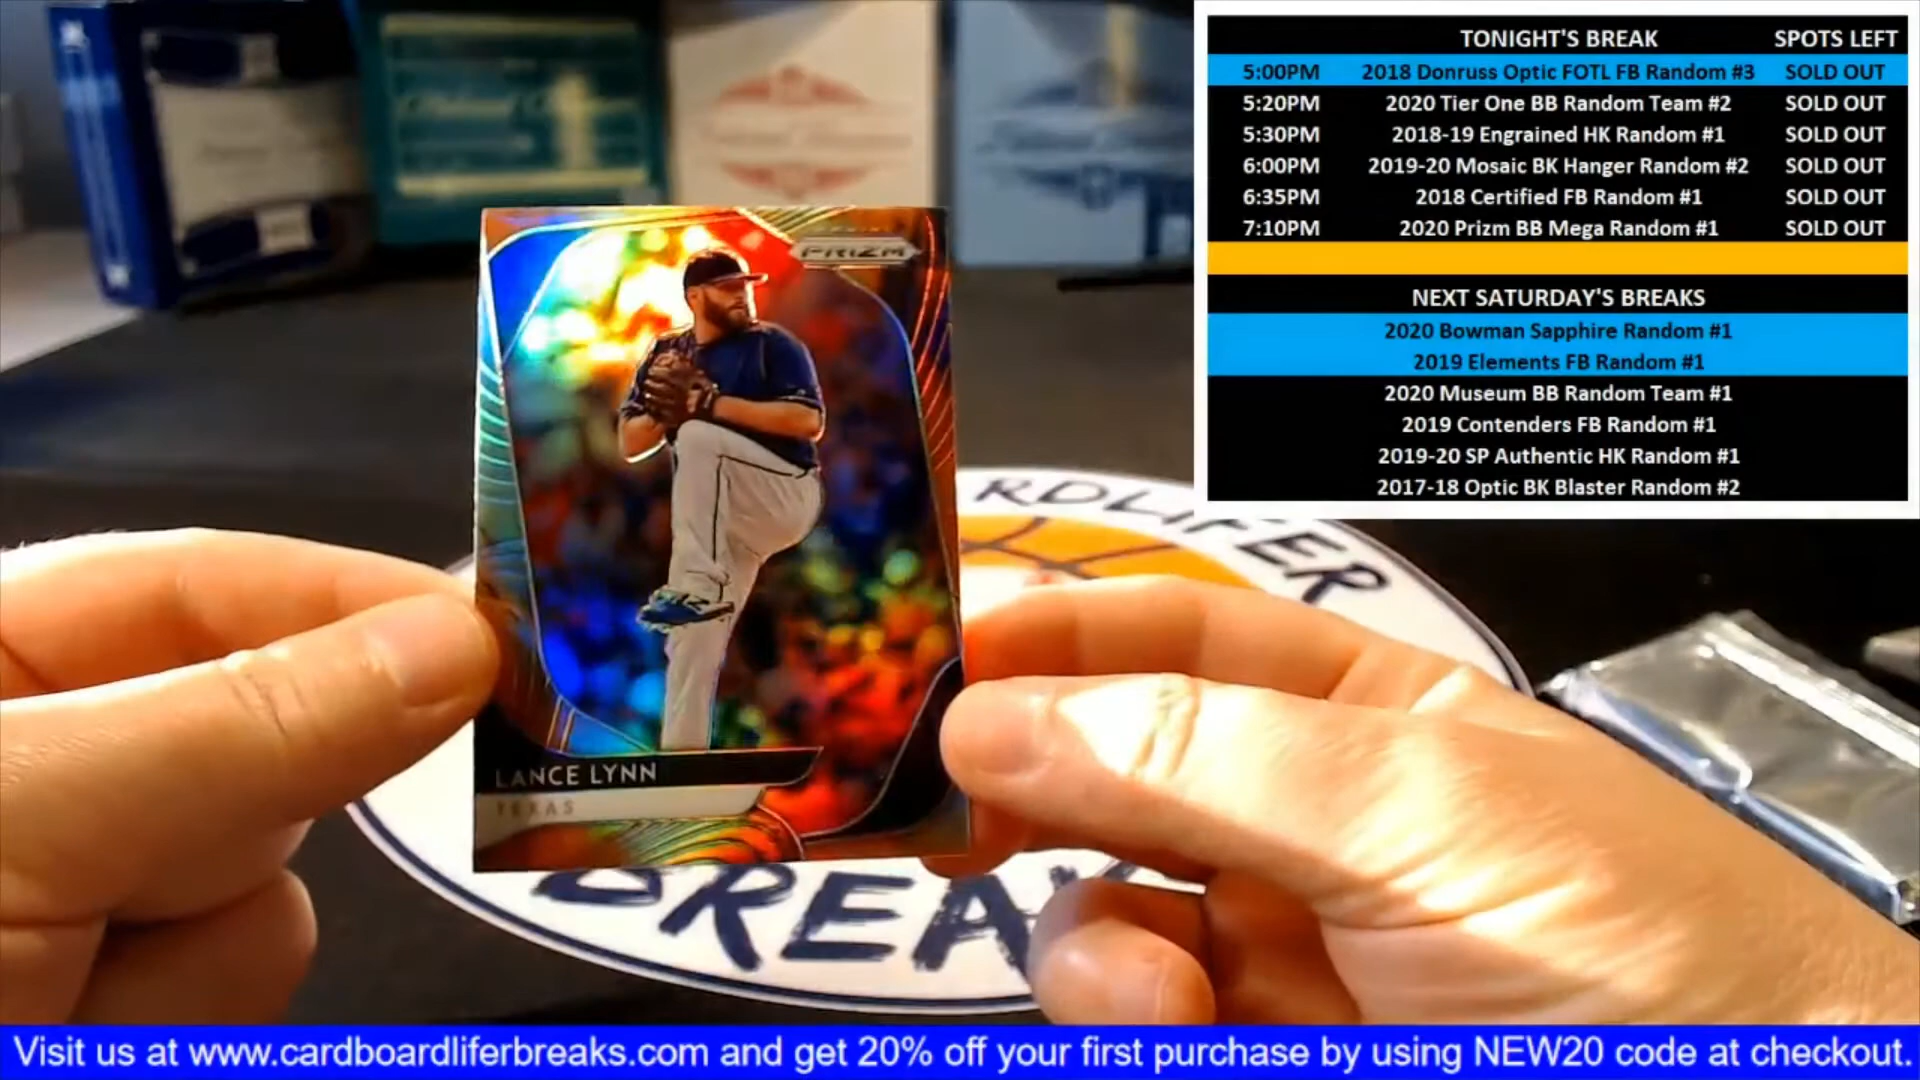 TONIGHT'S BREAK SPOTS LEFT
5:00PM 2018 Donruss Optic FOTL FB Random #3 SOLD OUT
5:20PM 2020 Tier One BB Random Team #2 SOLD OUT
5:30PM 2018-19 Engrained HK Random #1 SOLD OUT
6:00PM 2019-20 Mosaic BK Hanger Random #2 SOLD OUT
6:35PM 2018 Certified FB Random #1 SOLD OUT
7:10PM 2020 Prizm BB Mega Random #1 SOLD OUT
NEXT SATURDAY'S BREAKS
2020 Bowman Sapphire Random #1
2019 Elements FB Random #1
2020 Museum BB Random Team #1
2019 Contenders FB Random #1
2019-20 SP Authentic HK Random #1
2017-18 Optic BK Blaster Random #2
PRIZM
LANCE LYNN
TEXAS
RDLIFER
BREAK
Visit us at www.cardboardliferbreaks.com and get 20% off your first purchase by using NEW20 code at checkout.